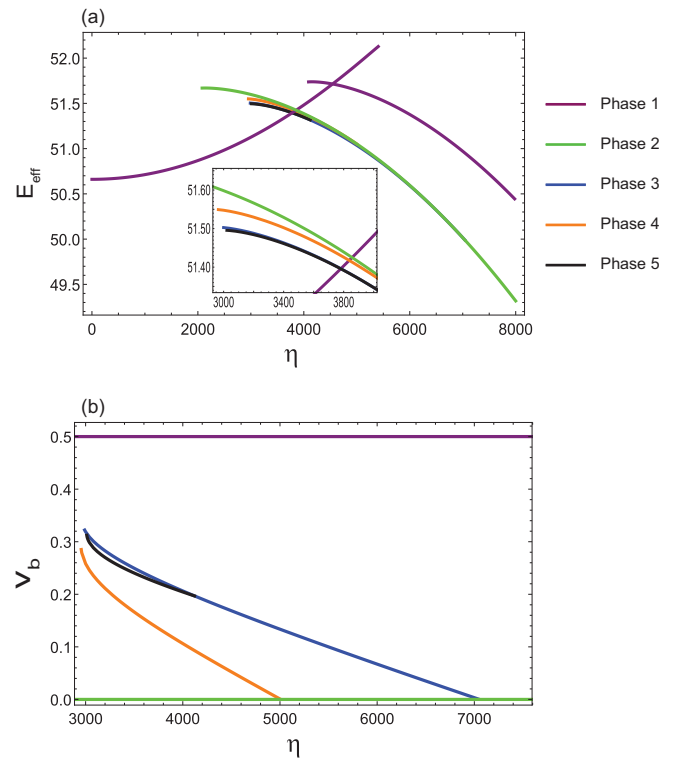 (a)
52.0
51.5
51.0
50.5
50.0
49.5
E_eff
51.60
51.50
51.40
3000 3400 3800
0 2000 4000 6000 8000
η
Phase 1
Phase 2
Phase 3
Phase 4
Phase 5
(b)
0.5
0.4
0.3
0.2
0.1
0.0
V_b
3000 4000 5000 6000 7000
η